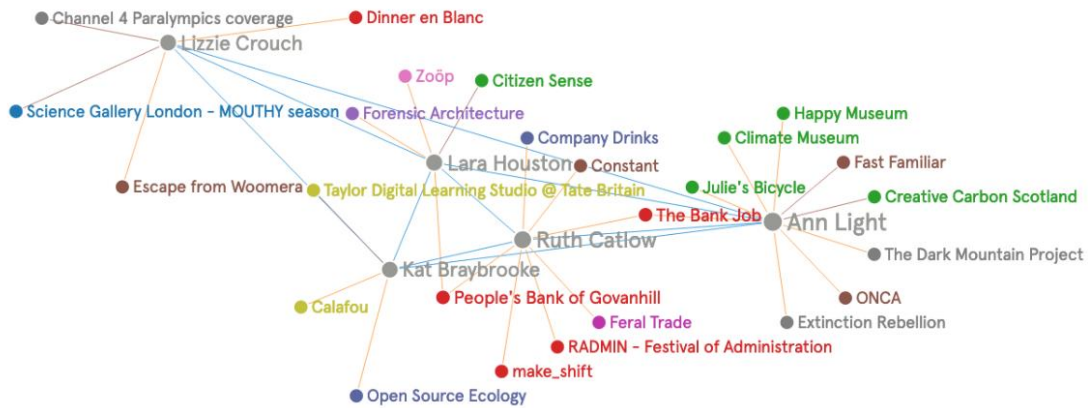 Channel 4 Paralympics coverage
Dinner en Blanc
Lizzie Crouch
Zoöp
Citizen Sense
Science Gallery London - MOUTHY season
Forensic Architecture
Happy Museum
Company Drinks
Climate Museum
Lara Houston
Constant
Fast Familiar
Escape from Woomera
Taylor Digital Learning Studio @ Tate Britain
Julie's Bicycle
Creative Carbon Scotland
The Bank Job
Ann Light
Ruth Catlow
The Dark Mountain Project
Kat Braybrooke
People's Bank of Govanhill
ONCA
Calafou
Feral Trade
Extinction Rebellion
RADMIN - Festival of Administration
make_shift
Open Source Ecology